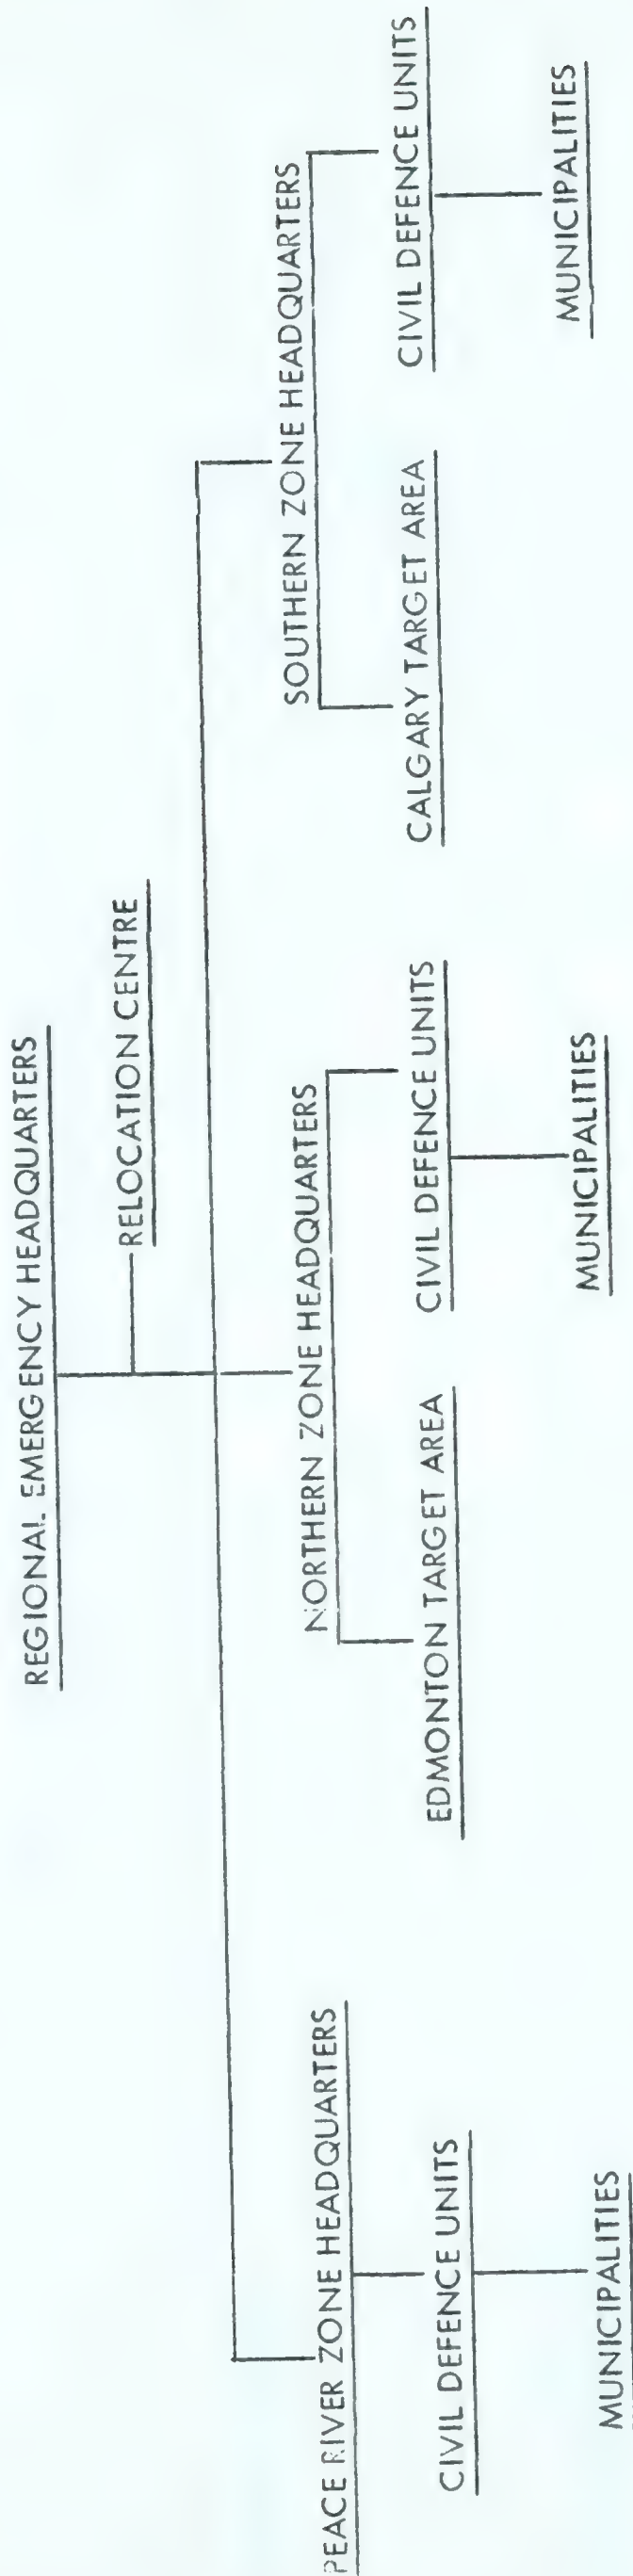 REGIONAL EMERGENCY HEADQUARTERS
RELOCATION CENTRE
PEACE RIVER ZONE HEADQUARTERS
NORTHERN ZONE HEADQUARTERS
SOUTHERN ZONE HEADQUARTERS
CIVIL DEFENCE UNITS
EDMONTON TARGET AREA
CIVIL DEFENCE UNITS
CALGARY TARGET AREA
CIVIL DEFENCE UNITS
MUNICIPALITIES
MUNICIPALITIES
MUNICIPALITIES